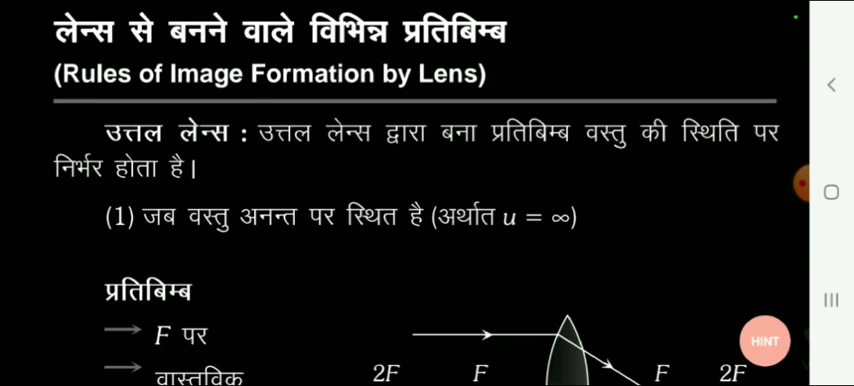 लेन्स से बनने वाले विभिन्न प्रतिबिम्ब
(Rules of Image Formation by Lens)
उत्तल लेन्स : उत्तल लेन्स द्वारा बना प्रतिबिम्ब वस्तु की स्थिति पर
निर्भर होता है।
(1) जब वस्तु अनन्त पर स्थित है (अर्थात u = ∞)
प्रतिबिम्ब
→ F पर
→ वास्तविक
2F F F 2F
HINT